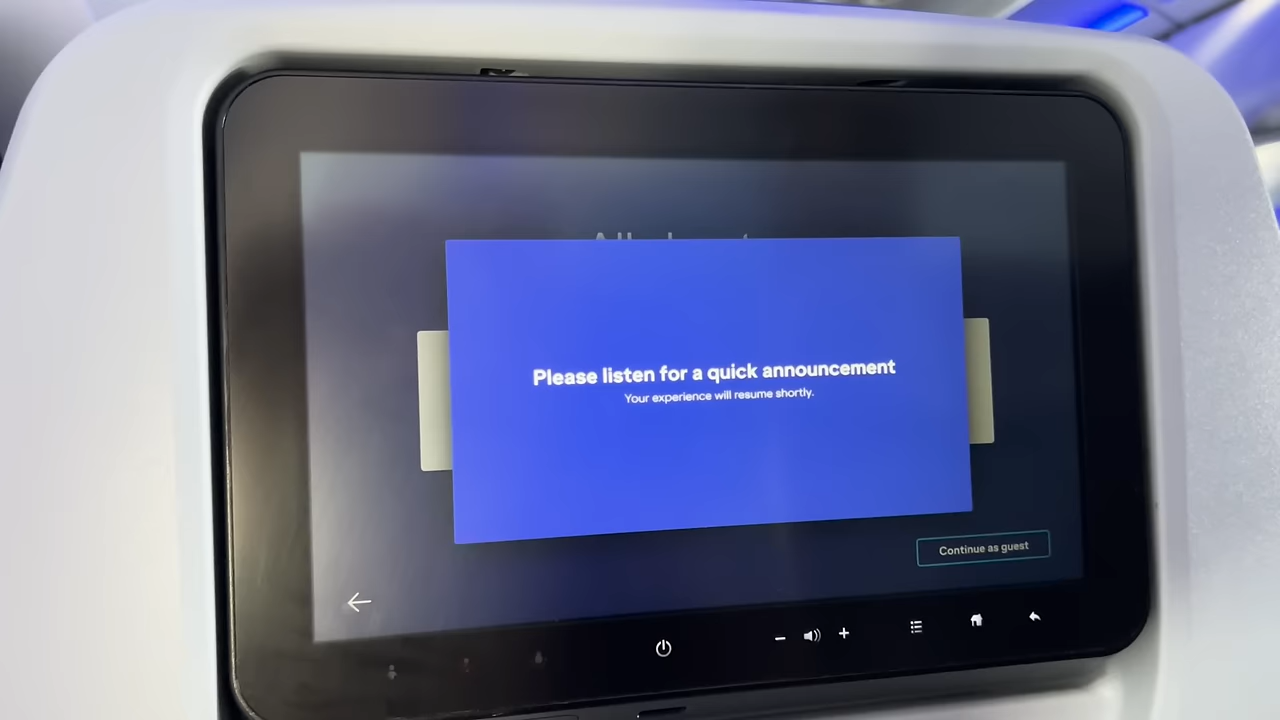 Please listen for a quick announcement
Your experience will resume shortly.
Continue as guest